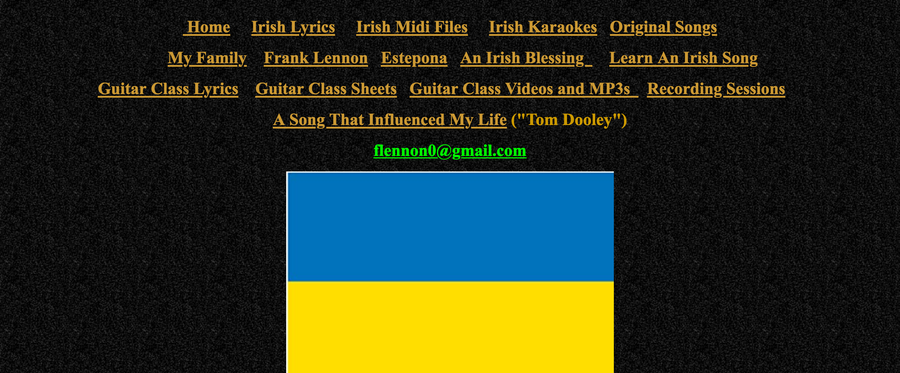 Home Irish Lyrics Irish Midi Files Irish Karaokes Original Songs
My Family Frank Lennon Estepona An Irish Blessing Learn An Irish Song
Guitar Class Lyrics Guitar Class Sheets Guitar Class Videos and MP3s Recording Sessions
A Song That Influenced My Life ("Tom Dooley")
flennon0@gmail.com